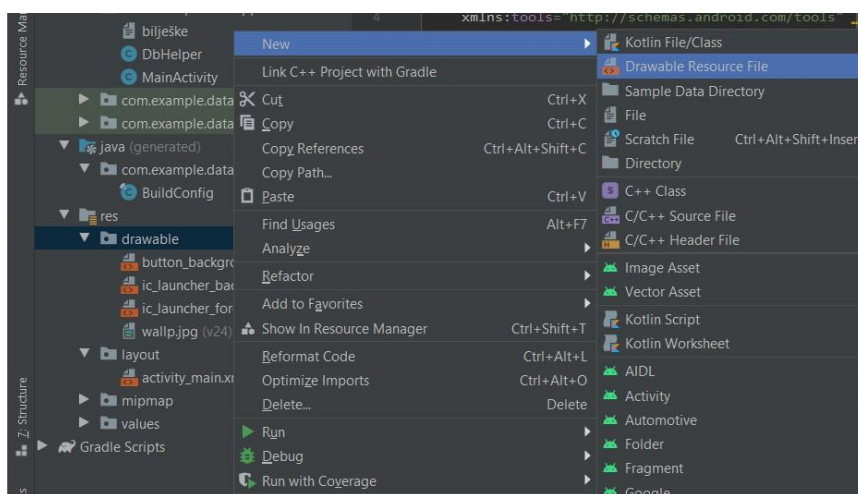 Resource Ma
Z: Structure
bilješke
DbHelper
MainActivity
com.example.data
com.example.data
java (generated)
com.example.data
BuildConfig
res
drawable
button_backgro
ic_launcher_bac
ic_launcher_for
wallp.jpg (v24)
layout
activity_main.xm
mipmap
values
Gradle Scripts
4 xmlns:tools="http://schemas.android.com/tools"
New
Link C++ Project with Gradle
Cut Ctrl+X
Copy Ctrl+C
Copy References Ctrl+Alt+Shift+C
Copy Path...
Paste Ctrl+V
Find Usages Alt+F7
Analyze
Refactor
Add to Favorites
Show In Resource Manager Ctrl+Shift+T
Reformat Code Ctrl+Alt+L
Optimize Imports Ctrl+Alt+O
Delete... Delete
Run
Debug
Run with Coverage
Kotlin File/Class
Drawable Resource File
Sample Data Directory
File
Scratch File Ctrl+Alt+Shift+Inser
Directory
C++ Class
C/C++ Source File
C/C++ Header File
Image Asset
Vector Asset
Kotlin Script
Kotlin Worksheet
AIDL
Activity
Automotive
Folder
Fragment
Google